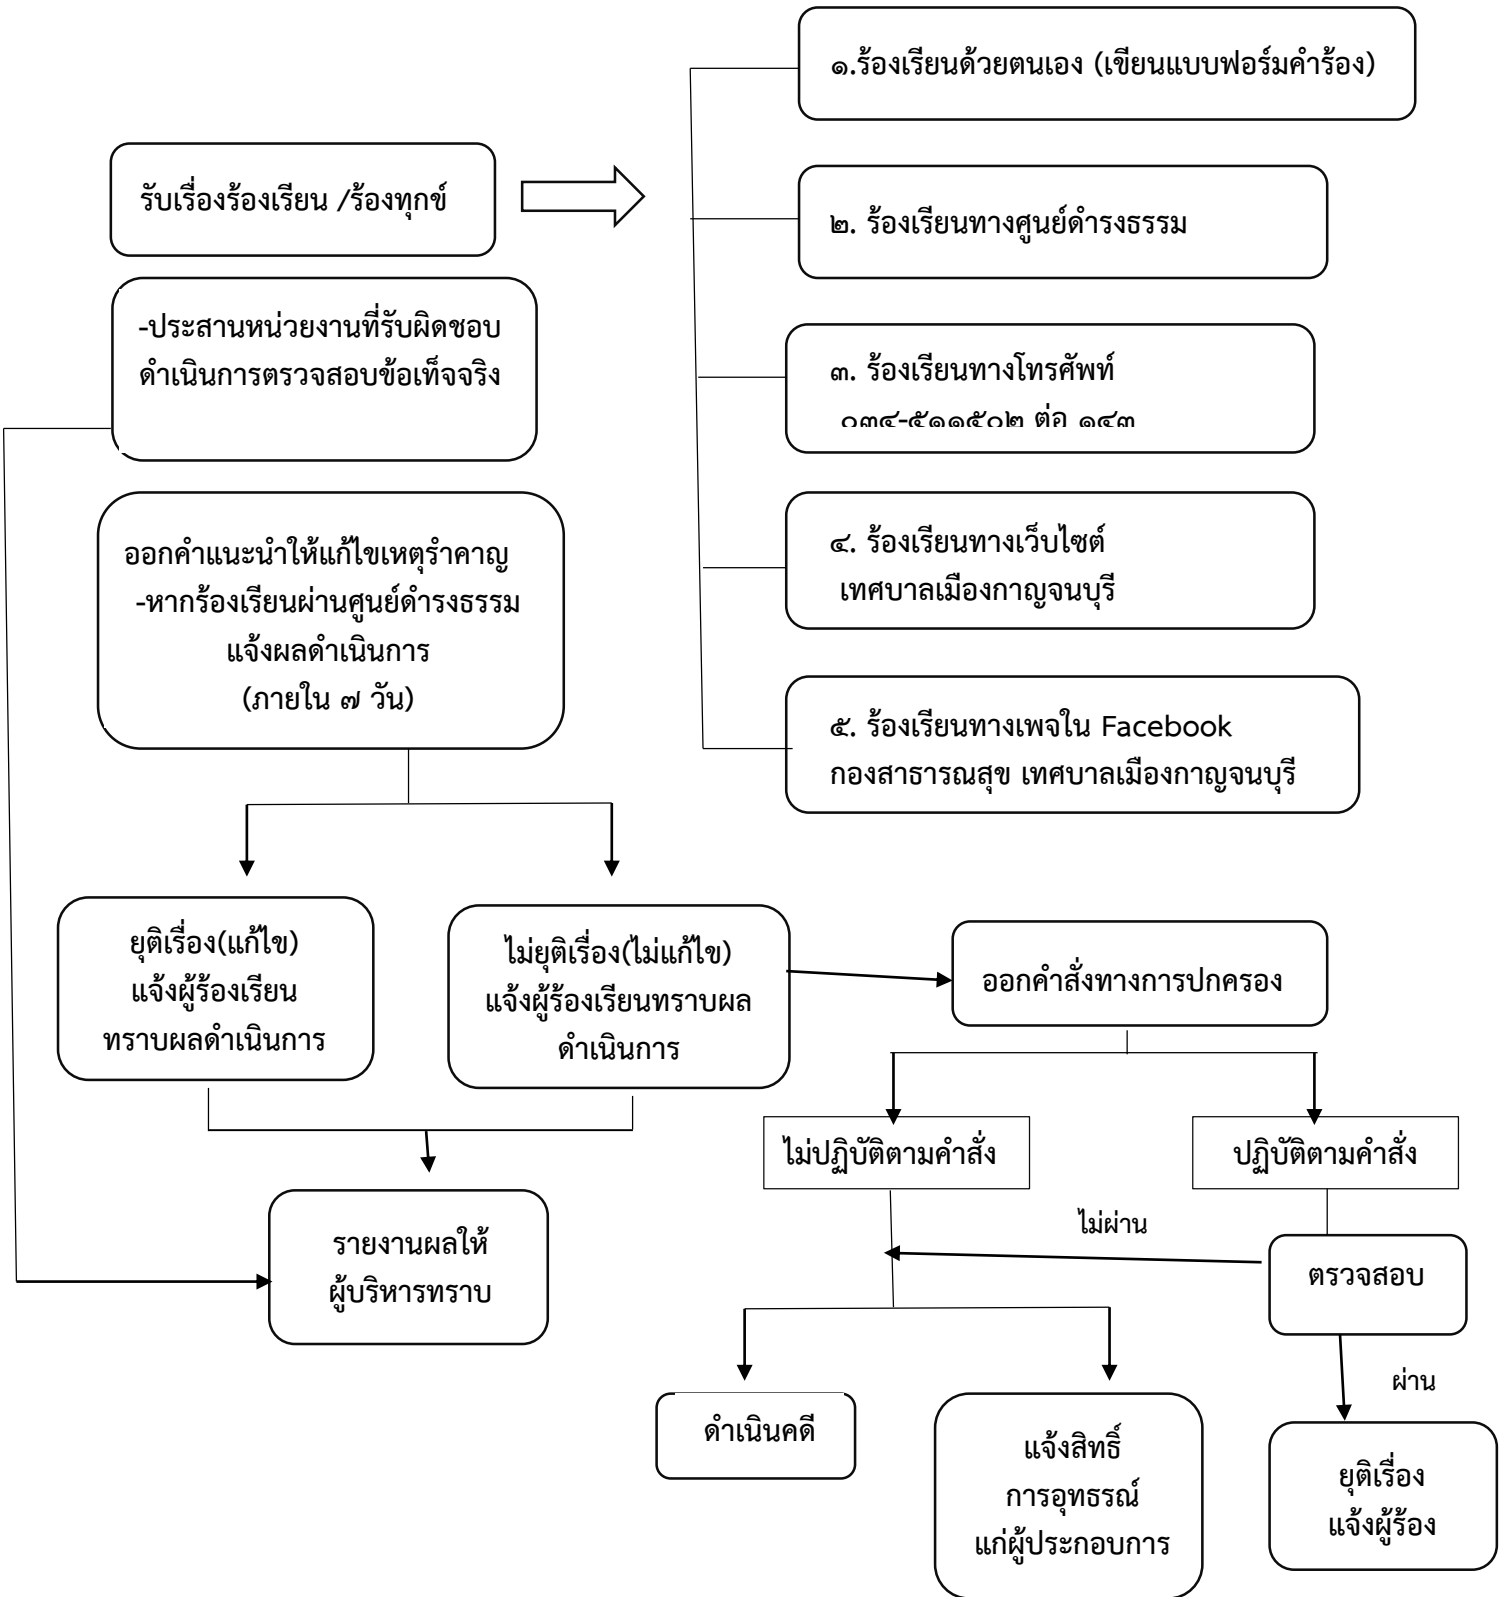 ๑.ร้องเรียนด้วยตนเอง (เขียนแบบฟอร์มคำร้อง)
รับเรื่องร้องเรียน /ร้องทุกข์
๒. ร้องเรียนทางศูนย์ดำรงธรรม
-ประสานหน่วยงานที่รับผิดชอบ
ดำเนินการตรวจสอบข้อเท็จจริง
๓. ร้องเรียนทางโทรศัพท์
๐๓๔-๕๑๑๕๐๒ ต่อ ๑๔๓
ออกคำแนะนำให้แก้ไขเหตุรำคาญ
-หากร้องเรียนผ่านศูนย์ดำรงธรรม
แจ้งผลดำเนินการ
(ภายใน ๗ วัน)
๔. ร้องเรียนทางเว็บไซต์
เทศบาลเมืองกาญจนบุรี
๕. ร้องเรียนทางเพจใน Facebook
กองสาธารณสุข เทศบาลเมืองกาญจนบุรี
ยุติเรื่อง(แก้ไข)
แจ้งผู้ร้องเรียน
ทราบผลดำเนินการ
ไม่ยุติเรื่อง(ไม่แก้ไข)
แจ้งผู้ร้องเรียนทราบผล
ดำเนินการ
ออกคำสั่งทางการปกครอง
ไม่ปฏิบัติตามคำสั่ง
ปฏิบัติตามคำสั่ง
ไม่ผ่าน
รายงานผลให้
ผู้บริหารทราบ
ตรวจสอบ
ผ่าน
ดำเนินคดี
แจ้งสิทธิ์
การอุทธรณ์
แก่ผู้ประกอบการ
ยุติเรื่อง
แจ้งผู้ร้อง